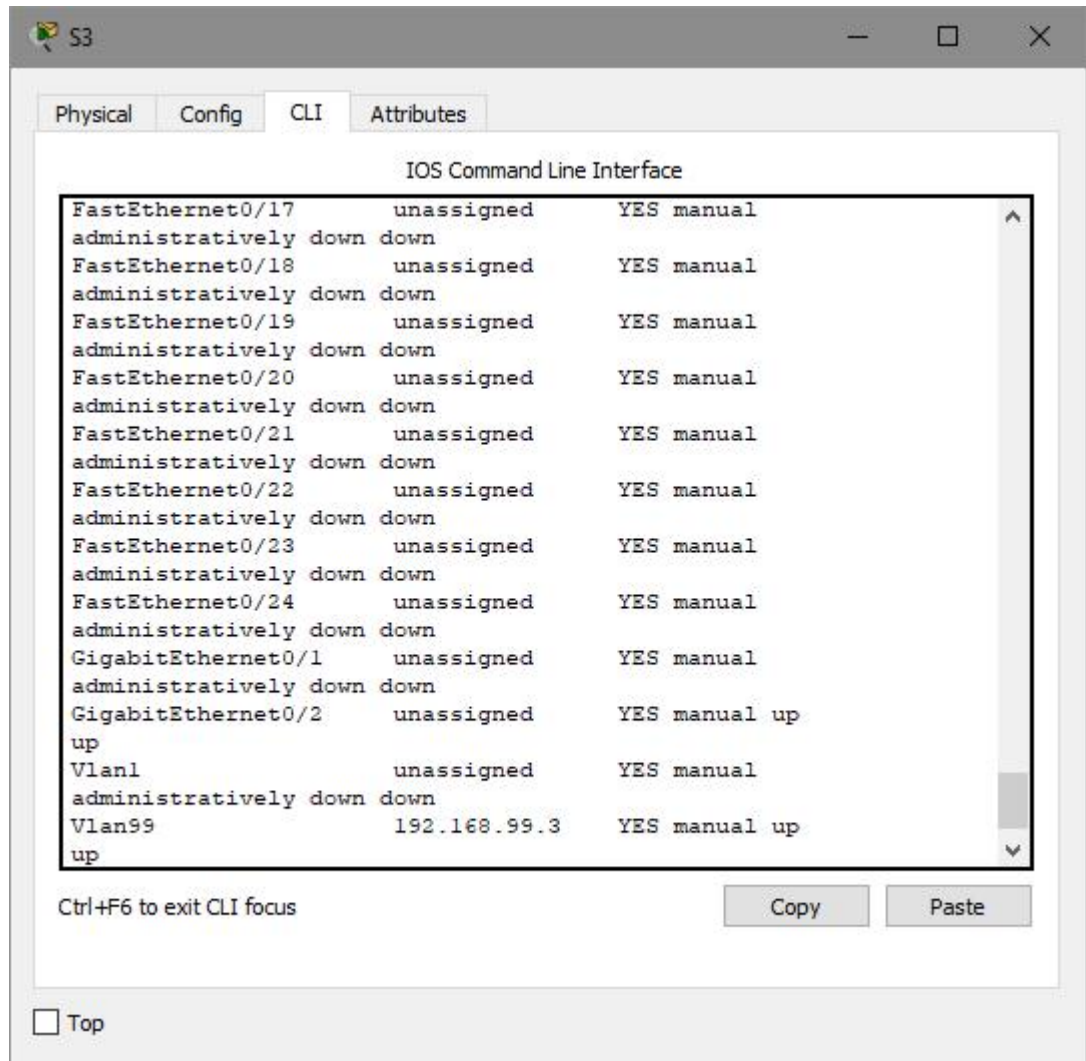 S3
Physical Config CLI Attributes
IOS Command Line Interface
FastEthernet0/17 unassigned YES manual
administratively down down
FastEthernet0/18 unassigned YES manual
administratively down down
FastEthernet0/19 unassigned YES manual
administratively down down
FastEthernet0/20 unassigned YES manual
administratively down down
FastEthernet0/21 unassigned YES manual
administratively down down
FastEthernet0/22 unassigned YES manual
administratively down down
FastEthernet0/23 unassigned YES manual
administratively down down
FastEthernet0/24 unassigned YES manual
administratively down down
GigabitEthernet0/1 unassigned YES manual
administratively down down
GigabitEthernet0/2 unassigned YES manual up
up
Vlan1 unassigned YES manual
administratively down down
Vlan99 192.168.99.3 YES manual up
up
Ctrl+F6 to exit CLI focus Copy Paste
Top